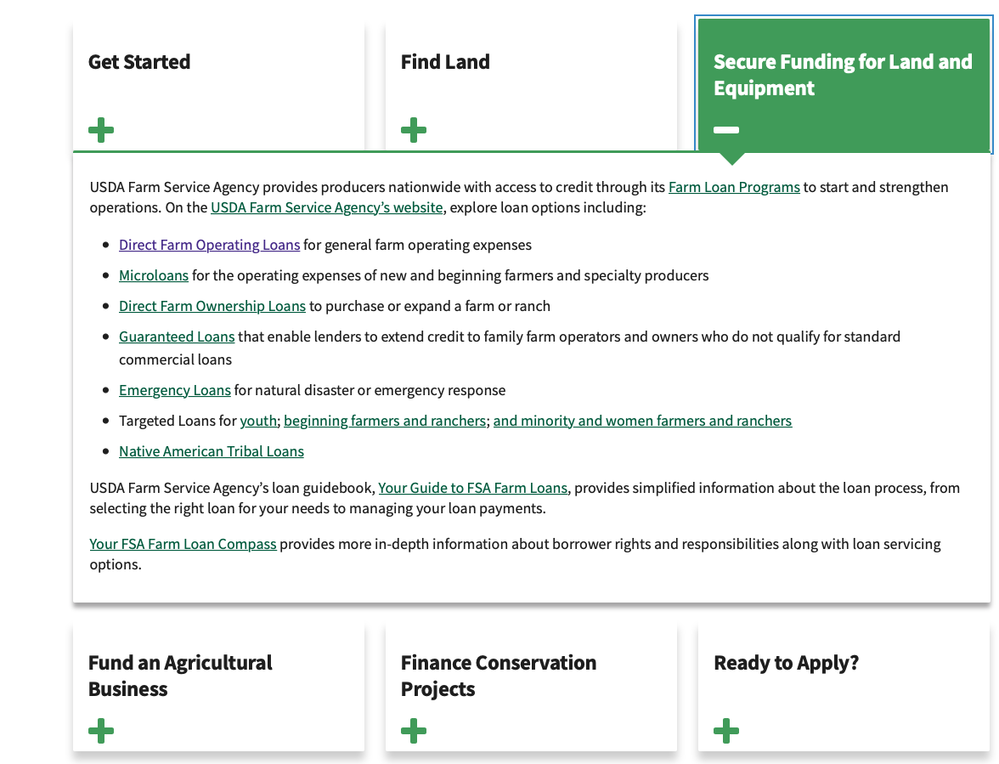 Get Started
Find Land
Secure Funding for Land and
Equipment
USDA Farm Service Agency provides producers nationwide with access to credit through its Farm Loan Programs to start and strengthen
operations. On the USDA Farm Service Agency’s website, explore loan options including:
• Direct Farm Operating Loans for general farm operating expenses
• Microloans for the operating expenses of new and beginning farmers and specialty producers
• Direct Farm Ownership Loans to purchase or expand a farm or ranch
• Guaranteed Loans that enable lenders to extend credit to family farm operators and owners who do not qualify for standard
commercial loans
• Emergency Loans for natural disaster or emergency response
• Targeted Loans for youth; beginning farmers and ranchers; and minority and women farmers and ranchers
• Native American Tribal Loans
USDA Farm Service Agency’s loan guidebook, Your Guide to FSA Farm Loans, provides simplified information about the loan process, from
selecting the right loan for your needs to managing your loan payments.
Your FSA Farm Loan Compass provides more in-depth information about borrower rights and responsibilities along with loan servicing
options.
Fund an Agricultural
Business
Finance Conservation
Projects
Ready to Apply?